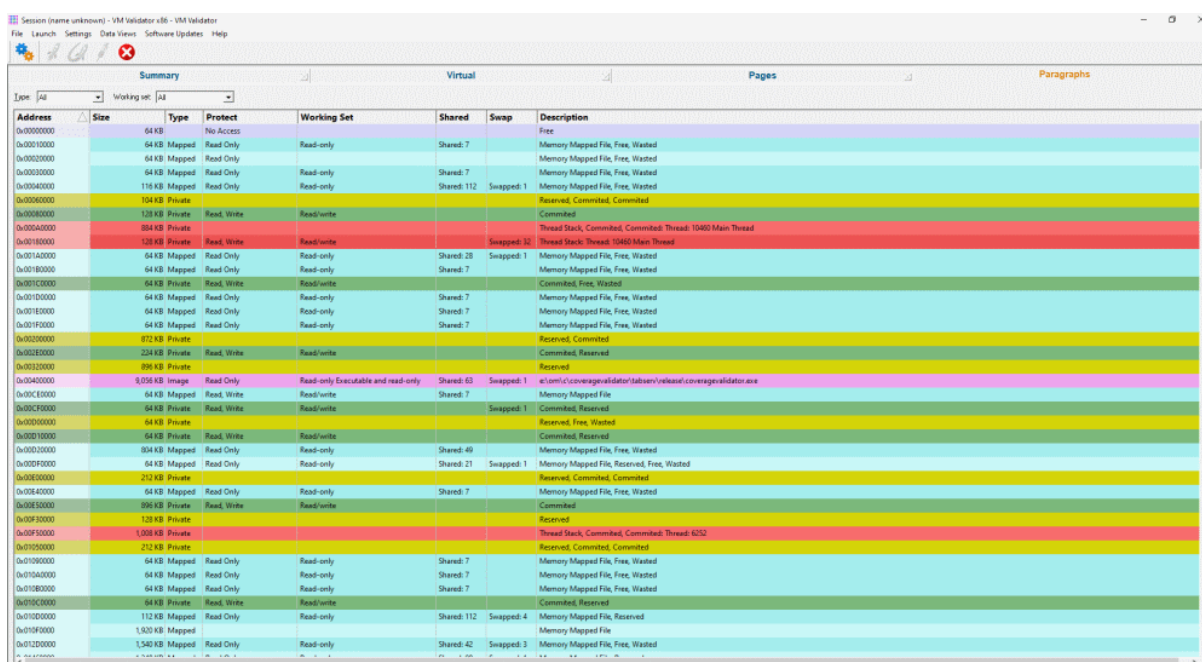 Session (name unknown) - VM Validator x86 - VM Validator
File Launch Settings Data Views Software Updates Help
Summary Virtual Pages Paragraphs
Type: All Working set: All
Address Size Type Protect Working Set Shared Swap Description
0x00000000 64 KB No Access Free
0x00010000 64 KB Mapped Read Only Read-only Shared: 7 Memory Mapped File, Free, Wasted
0x00020000 64 KB Mapped Read Only Memory Mapped File, Free, Wasted
0x00030000 64 KB Mapped Read Only Read-only Shared: 7 Memory Mapped File, Free, Wasted
0x00040000 116 KB Mapped Read Only Read-only Shared: 112 Swapped: 1 Memory Mapped File, Free, Wasted
0x00060000 104 KB Private Reserved, Commited, Commited
0x00080000 128 KB Private Read, Write Read/write Commited
0x000A0000 884 KB Private Thread Stack, Commited, Commited: Thread: 10460 Main Thread
0x00180000 128 KB Private Read, Write Read/write Swapped: 32 Thread Stack: Thread: 10460 Main Thread
0x001A0000 64 KB Mapped Read Only Read-only Shared: 28 Swapped: 1 Memory Mapped File, Free, Wasted
0x001B0000 64 KB Mapped Read Only Read-only Shared: 7 Memory Mapped File, Free, Wasted
0x001C0000 64 KB Private Read, Write Read/write Commited, Free, Wasted
0x001D0000 64 KB Mapped Read Only Read-only Shared: 7 Memory Mapped File, Free, Wasted
0x001E0000 64 KB Mapped Read Only Read-only Shared: 7 Memory Mapped File, Free, Wasted
0x001F0000 64 KB Mapped Read Only Read-only Shared: 7 Memory Mapped File, Free, Wasted
0x00200000 872 KB Private Reserved, Commited
0x002E0000 224 KB Private Read, Write Read/write Commited, Reserved
0x00320000 896 KB Private Reserved
0x00400000 9,056 KB Image Read Only Read-only Executable and read-only Shared: 63 Swapped: 1 e:\om\c\coveragevalidator\tabserv\release\coveragevalidator.exe
0x00CE0000 64 KB Mapped Read Only Read-only Shared: 7 Memory Mapped File
0x00CF0000 64 KB Private Read, Write Read/write Swapped: 1 Commited, Reserved
0x00D00000 64 KB Private Reserved, Free, Wasted
0x00D10000 64 KB Private Read, Write Read/write Commited, Reserved
0x00D20000 804 KB Mapped Read Only Read-only Shared: 49 Memory Mapped File, Free, Wasted
0x00DF0000 64 KB Mapped Read Only Read-only Shared: 21 Swapped: 1 Memory Mapped File, Reserved, Free, Wasted
0x00E00000 212 KB Private Reserved, Commited, Commited
0x00E40000 64 KB Mapped Read Only Read-only Shared: 7 Memory Mapped File, Free, Wasted
0x00E50000 896 KB Private Read, Write Read/write Commited
0x00F30000 128 KB Private Reserved
0x00F50000 1,008 KB Private Thread Stack, Commited, Commited: Thread: 6252
0x01050000 212 KB Private Reserved, Commited, Commited
0x01090000 64 KB Mapped Read Only Read-only Shared: 7 Memory Mapped File, Free, Wasted
0x010A0000 64 KB Mapped Read Only Read-only Shared: 7 Memory Mapped File, Free, Wasted
0x010B0000 64 KB Mapped Read Only Read-only Shared: 7 Memory Mapped File, Free, Wasted
0x010C0000 64 KB Private Read, Write Read/write Commited, Reserved
0x010D0000 112 KB Mapped Read Only Read-only Shared: 112 Swapped: 4 Memory Mapped File, Reserved
0x010F0000 1,920 KB Mapped Memory Mapped File
0x012D0000 1,540 KB Mapped Read Only Read-only Shared: 42 Swapped: 3 Memory Mapped File, Free, Wasted